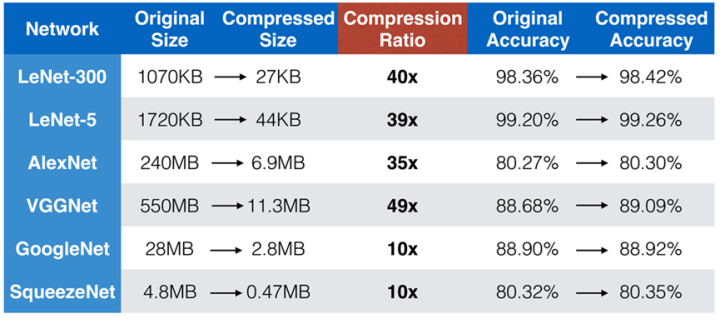 Network Original Size Compressed Size Compression Ratio Original Accuracy Compressed Accuracy
LeNet-300 1070KB → 27KB 40x 98.36% → 98.42%
LeNet-5 1720KB → 44KB 39x 99.20% → 99.26%
AlexNet 240MB → 6.9MB 35x 80.27% → 80.30%
VGGNet 550MB → 11.3MB 49x 88.68% → 89.09%
GoogleNet 28MB → 2.8MB 10x 88.90% → 88.92%
SqueezeNet 4.8MB → 0.47MB 10x 80.32% → 80.35%